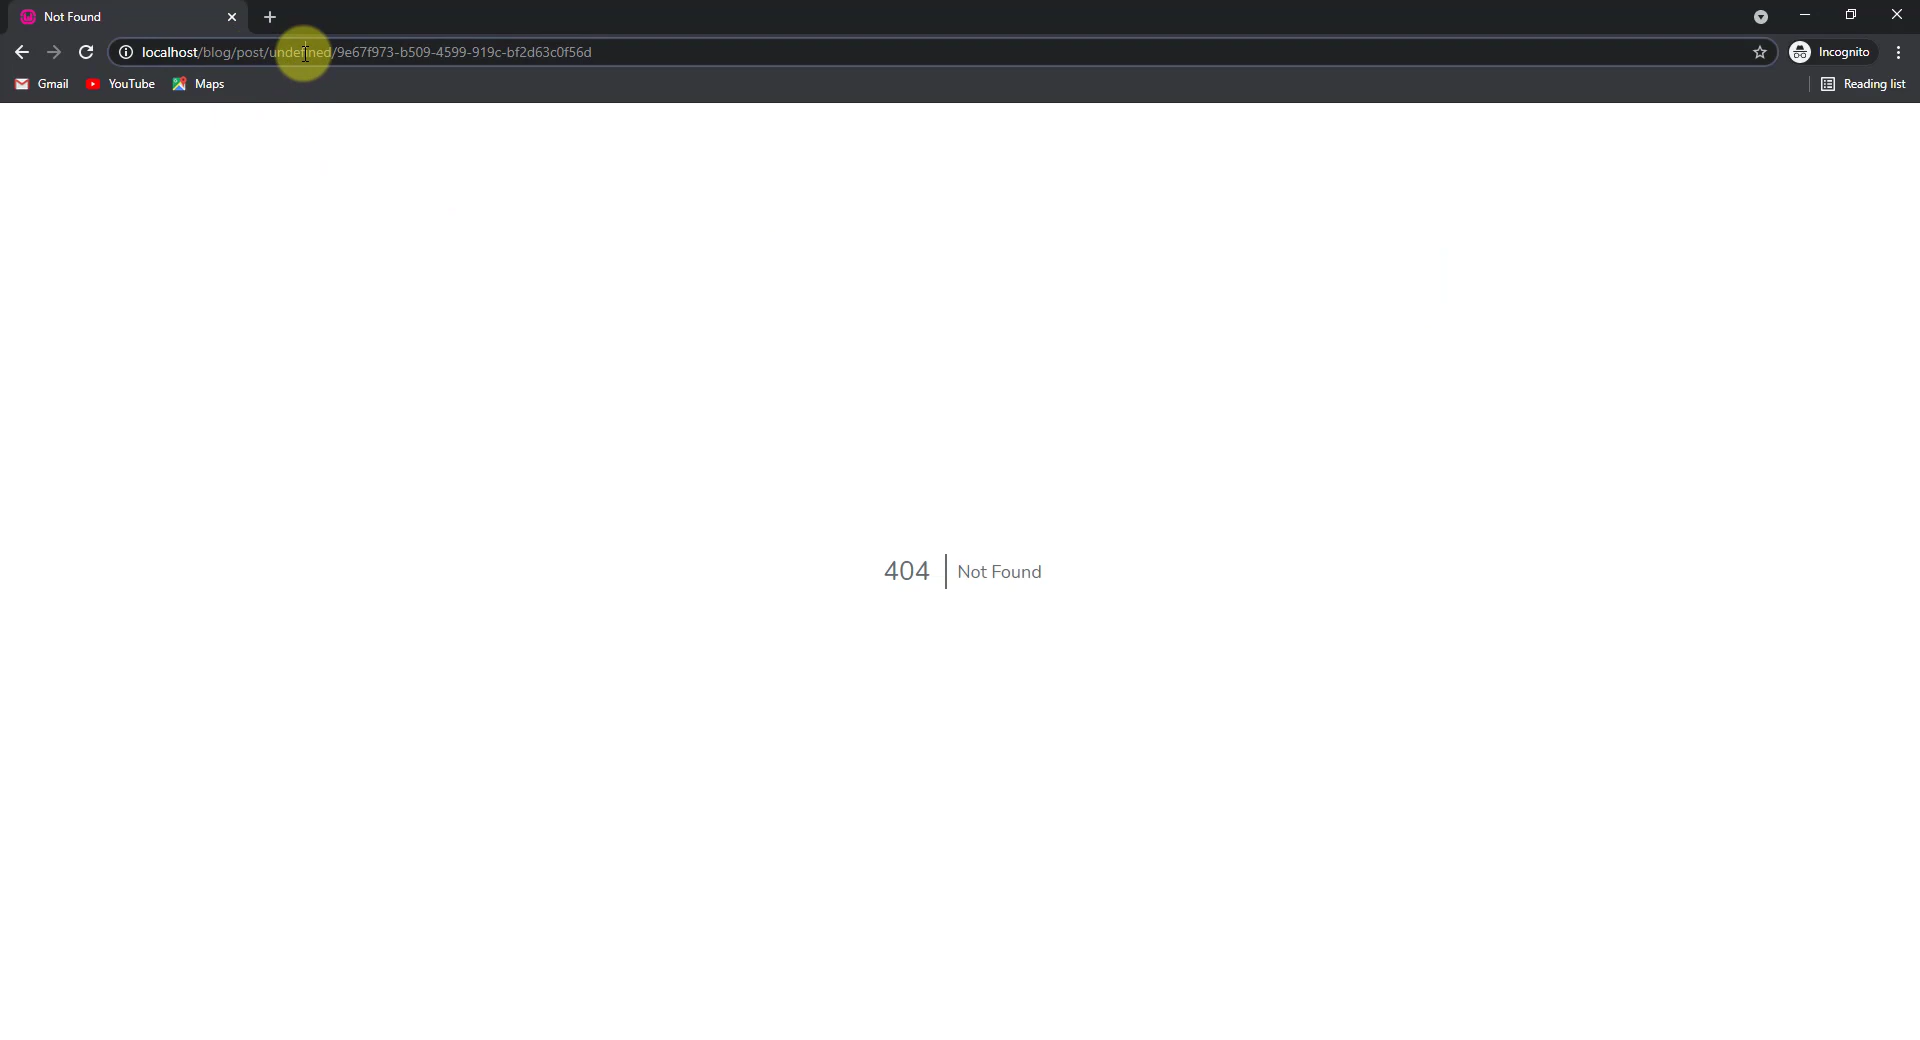 Not Found
localhost/blog/post/undefined/9e67f973-b509-4599-919c-bf2d63c0f56d
Incognito
Gmail
YouTube
Maps
Reading list
404
Not Found